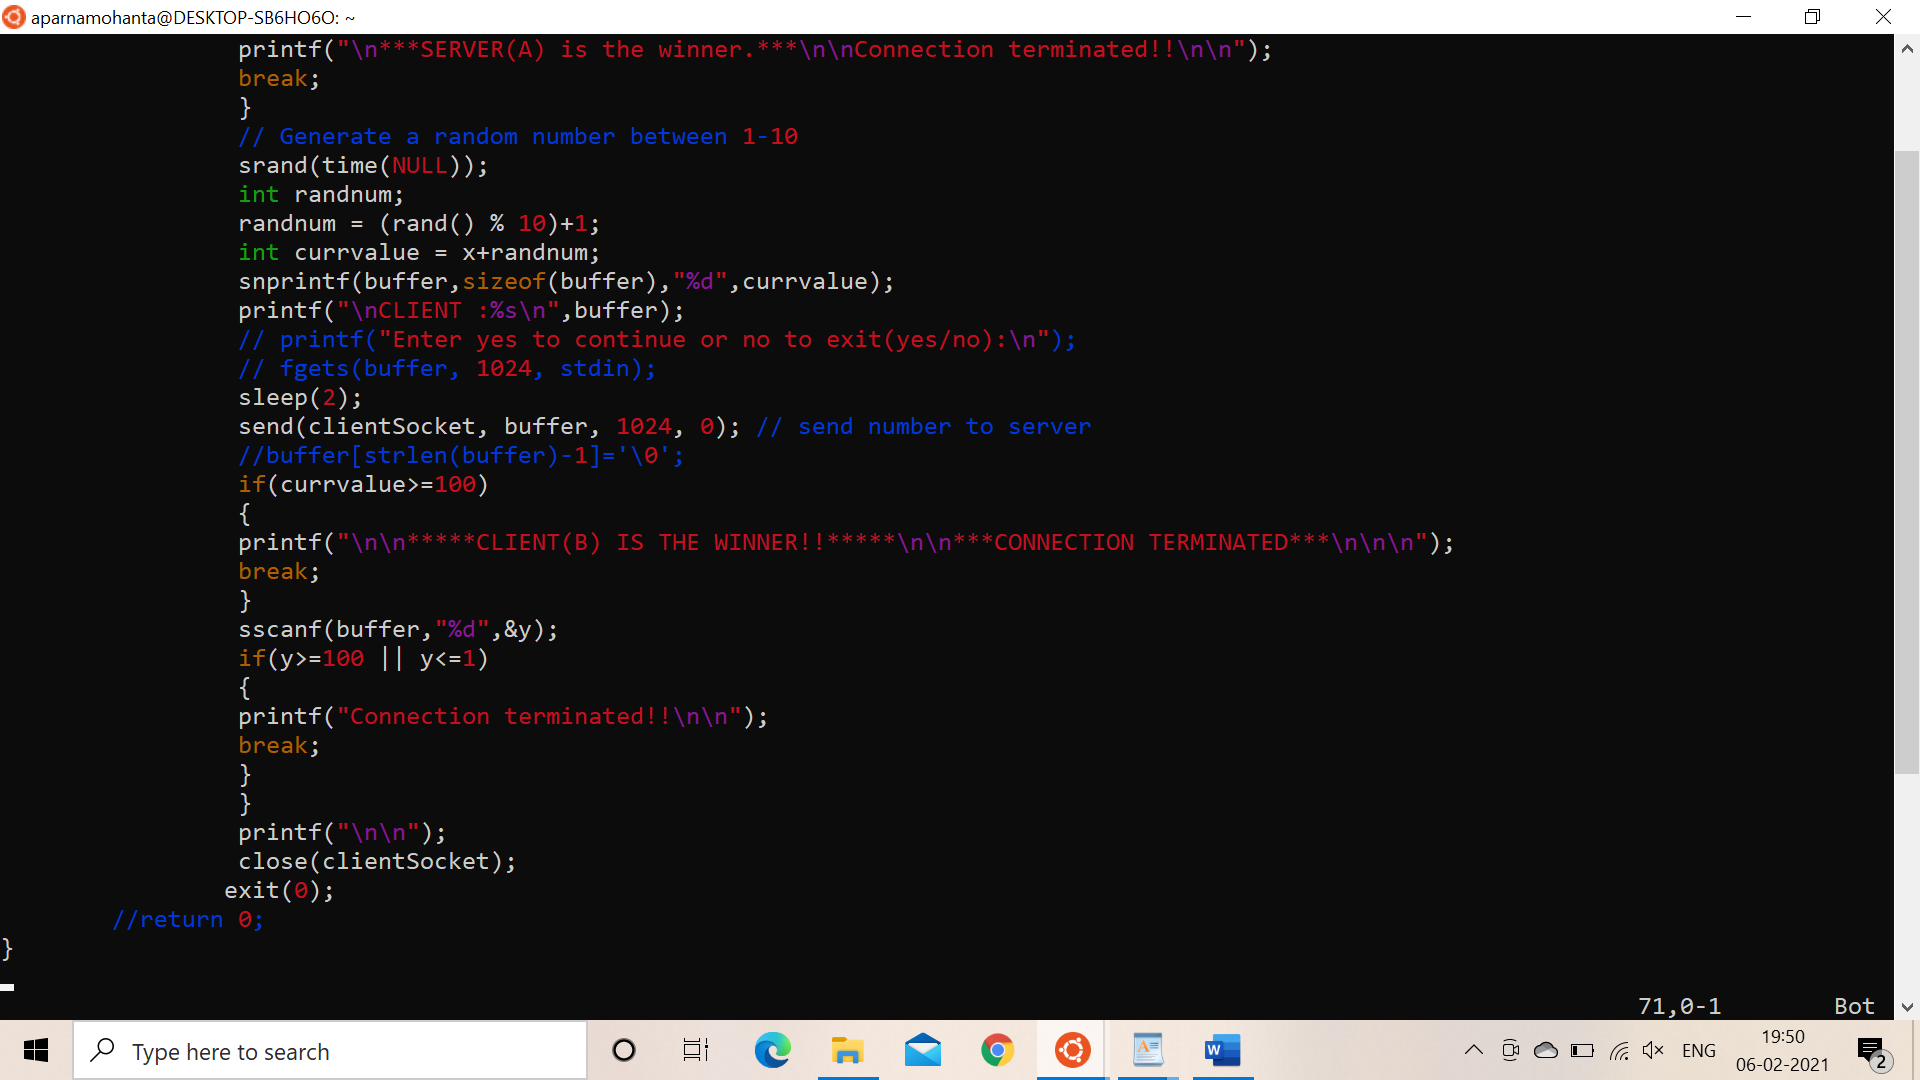 aparnamohanta@DESKTOP-SB6HO6O: ~
printf("\n***SERVER(A) is the winner.***\n\nConnection terminated!!\n\n");
break;
}
// Generate a random number between 1-10
srand(time(NULL));
int randnum;
randnum = (rand() % 10)+1;
int currvalue = x+randnum;
snprintf(buffer,sizeof(buffer),"%d",currvalue);
printf("\nCLIENT :%s\n",buffer);
// printf("Enter yes to continue or no to exit(yes/no):\n");
// fgets(buffer, 1024, stdin);
sleep(2);
send(clientSocket, buffer, 1024, 0); // send number to server
//buffer[strlen(buffer)-1]='\0';
if(currvalue>=100)
{
printf("\n\n*****CLIENT(B) IS THE WINNER!!*****\n\n***CONNECTION TERMINATED***\n\n\n");
break;
}
sscanf(buffer,"%d",&y);
if(y>=100 || y<=1)
{
printf("Connection terminated!!\n\n");
break;
}
}
printf("\n\n");
close(clientSocket);
exit(0);
//return 0;
}
71,0-1 Bot
Type here to search
W
ENG
19:50
06-02-2021
2